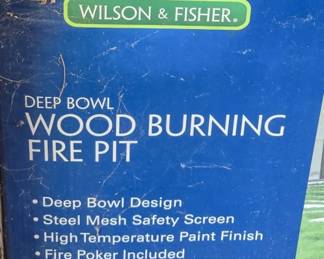 WILSON & FISHER®
DEEP BOWL
WOOD BURNING
FIRE PIT
• Deep Bowl Design
• Steel Mesh Safety Screen
• High Temperature Paint Finish
• Fire Poker Included